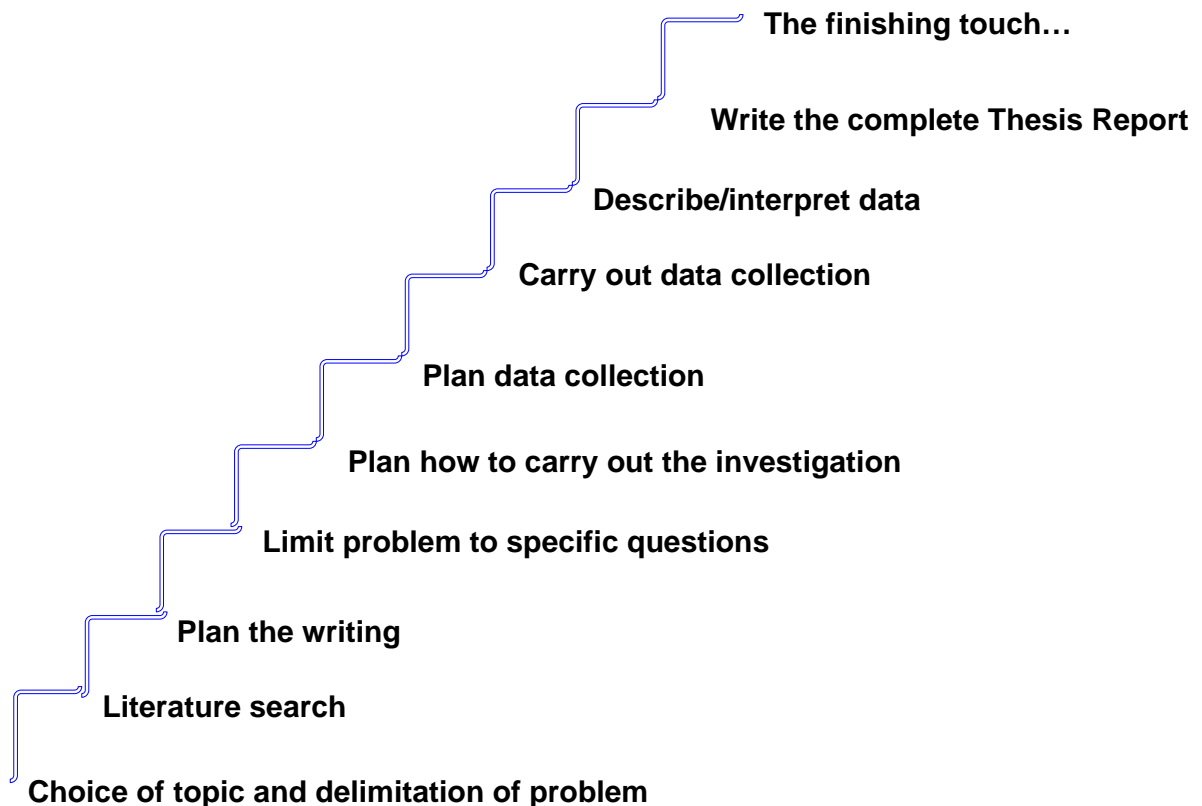 The finishing touch…
Write the complete Thesis Report
Describe/interpret data
Carry out data collection
Plan data collection
Plan how to carry out the investigation
Limit problem to specific questions
Plan the writing
Literature search
Choice of topic and delimitation of problem